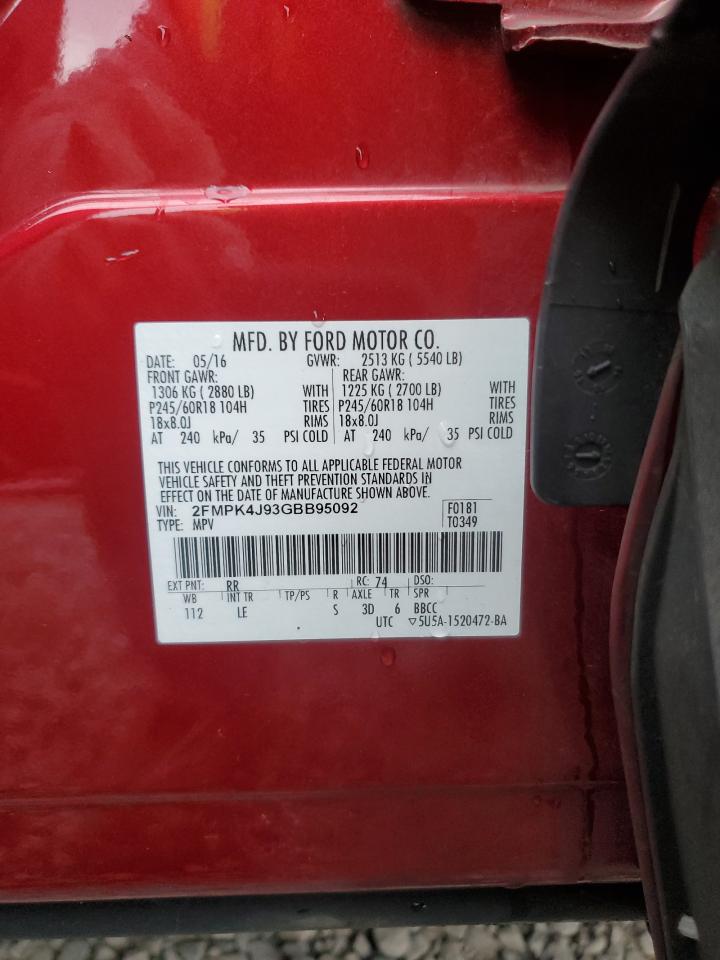 MFD. BY FORD MOTOR CO.
DATE: 05/16 GVWR: 2513 KG ( 5540 LB)
FRONT GAWR: REAR GAWR:
1306 KG ( 2880 LB) WITH 1225 KG ( 2700 LB) WITH
P245/60R18 104H TIRES P245/60R18 104H TIRES
18x8.0J RIMS 18x8.0J RIMS
AT 240 kPa/ 35 PSI COLD AT 240 kPa/ 35 PSI COLD
THIS VEHICLE CONFORMS TO ALL APPLICABLE FEDERAL MOTOR
VEHICLE SAFETY AND THEFT PREVENTION STANDARDS IN
EFFECT ON THE DATE OF MANUFACTURE SHOWN ABOVE.
VIN: 2FMPK4J93GBB95092 F0181
TYPE: MPV T0349
EXT PNT: RR RC: 74 DSO:
WB INT TR TP/PS R AXLE TR SPR
112 LE S 3D 6 BBCC
UTC ▽5U5A-1520472-BA